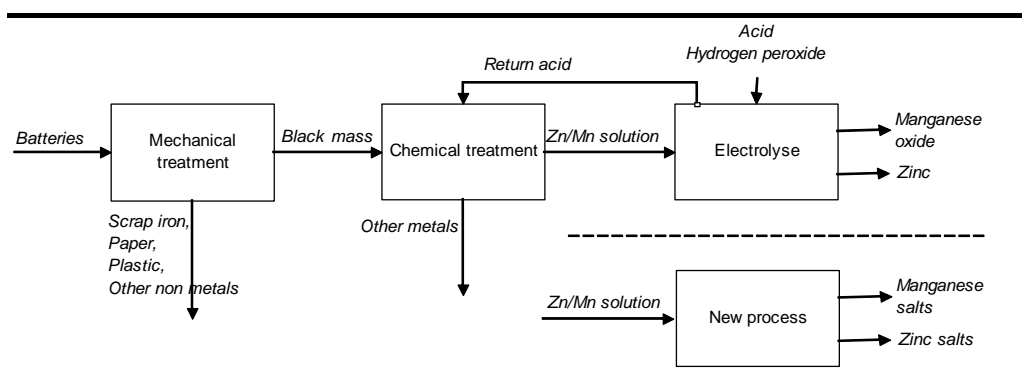 Acid
Hydrogen peroxide
Return acid
Batteries
Mechanical
treatment
Black mass
Chemical treatment
Zn/Mn solution
Electrolyse
Manganese
oxide
Zinc
Scrap iron,
Paper,
Plastic,
Other non metals
Other metals
Zn/Mn solution
New process
Manganese
salts
Zinc salts